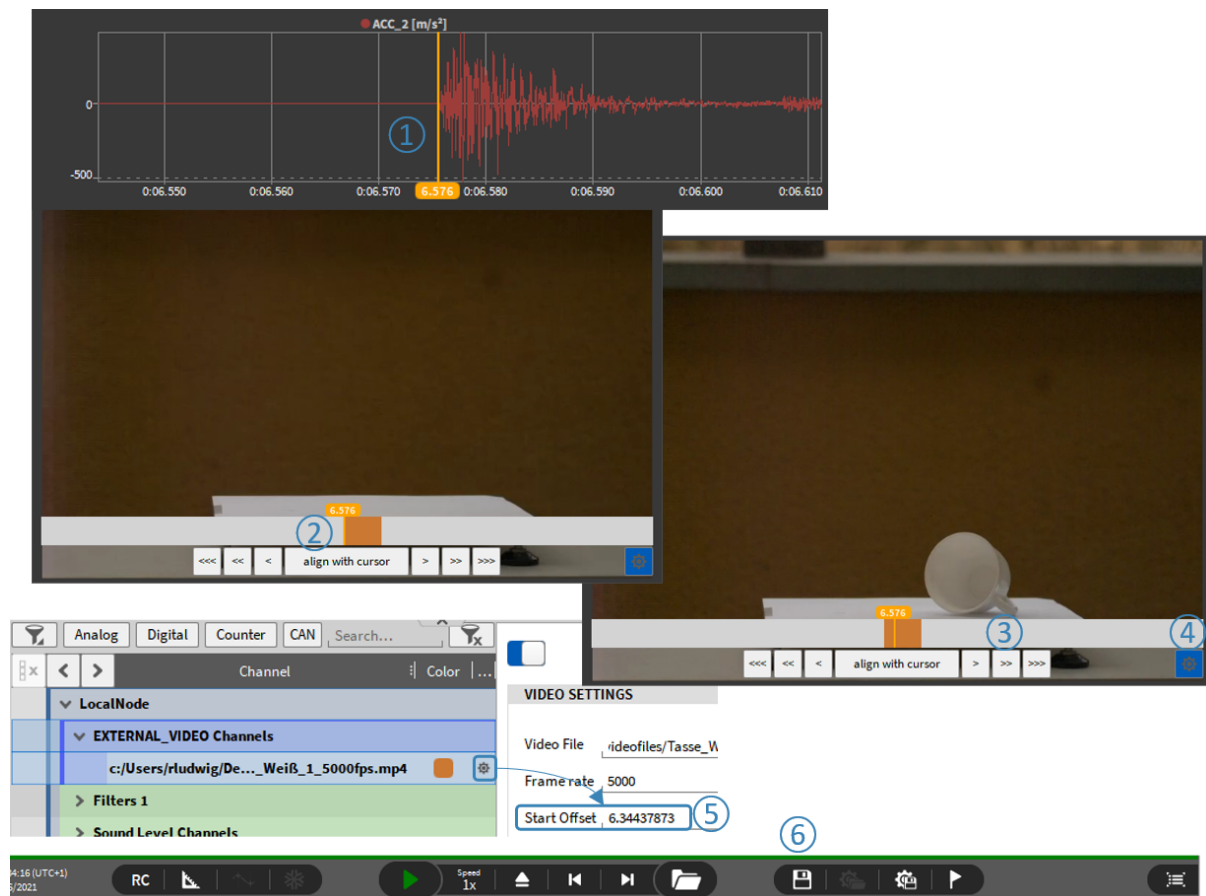 ACC_2 [m/s²]
0
①
-500
0:06.550 0:06.560 0:06.570 6.576 0:06.580 0:06.590 0:06.600 0:06.610
6.576
②
<<< << < align with cursor > >> >>>
6.576
③ ④
<<< << < align with cursor > >> >>>
Analog Digital Counter CAN Search...
x < > Channel Color ...
LocalNode
EXTERNAL_VIDEO Channels
c:/Users/rludwig/De..._Weiß_1_5000fps.mp4
Filters 1
Sound Level Channels
VIDEO SETTINGS
Video File videofiles/Tasse_W
Frame rate 5000
Start Offset 6.34437873 ⑤
⑥
4:16 (UTC+1)
/2021
RC Speed
1x